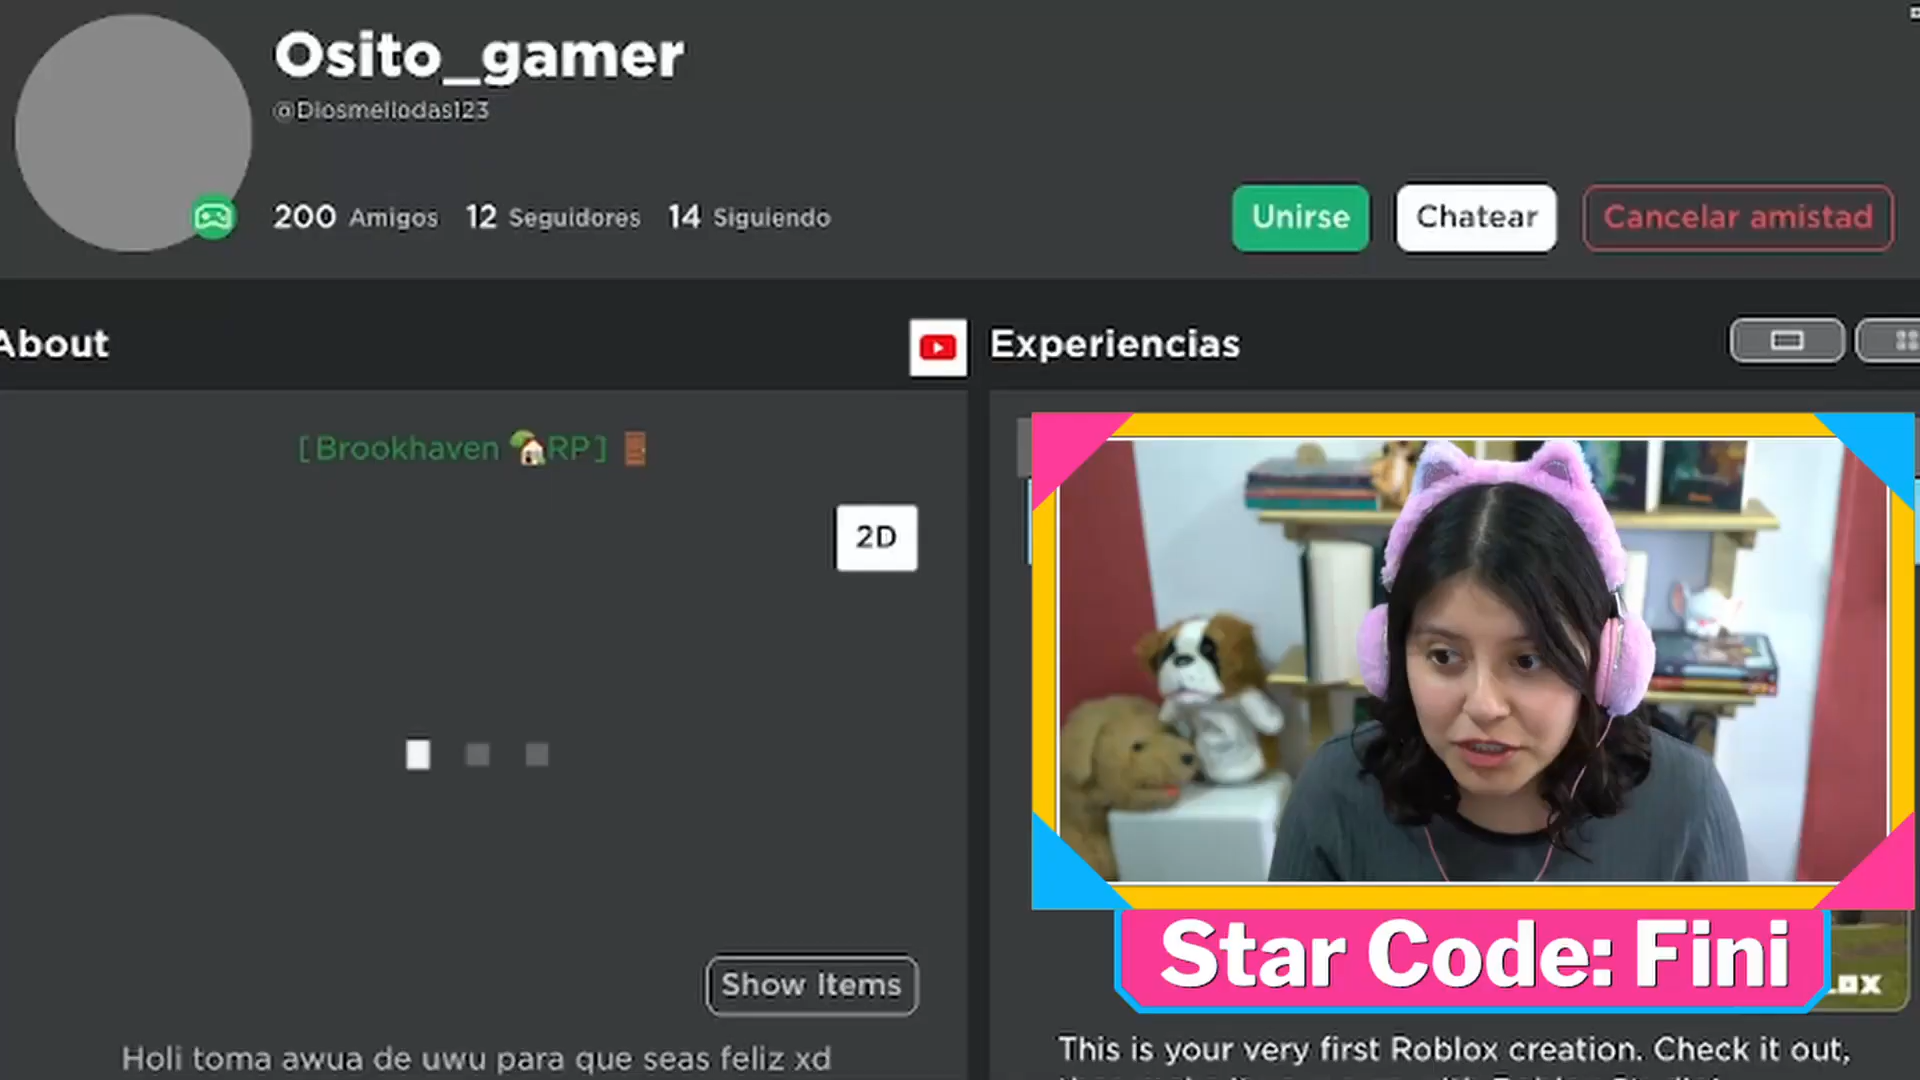 Osito_gamer
@Diosmeliodas123
200 Amigos 12 Seguidores 14 Siguiendo
Unirse
Chatear
Cancelar amistad
About
Experiencias
[Brookhaven RP]
2D
Show Items
Star Code: Fini
Holi toma awua de uwu para que seas feliz xd
This is your very first Roblox creation. Check it out,